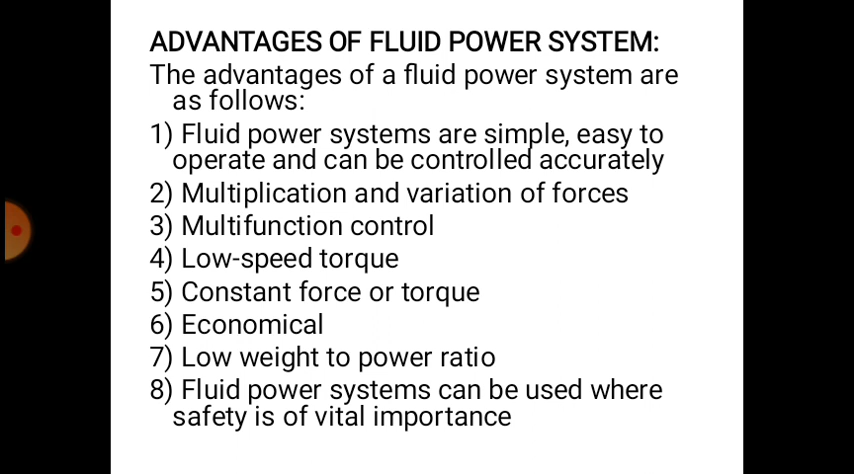 ADVANTAGES OF FLUID POWER SYSTEM:
The advantages of a fluid power system are
as follows:
1) Fluid power systems are simple, easy to
operate and can be controlled accurately
2) Multiplication and variation of forces
3) Multifunction control
4) Low-speed torque
5) Constant force or torque
6) Economical
7) Low weight to power ratio
8) Fluid power systems can be used where
safety is of vital importance